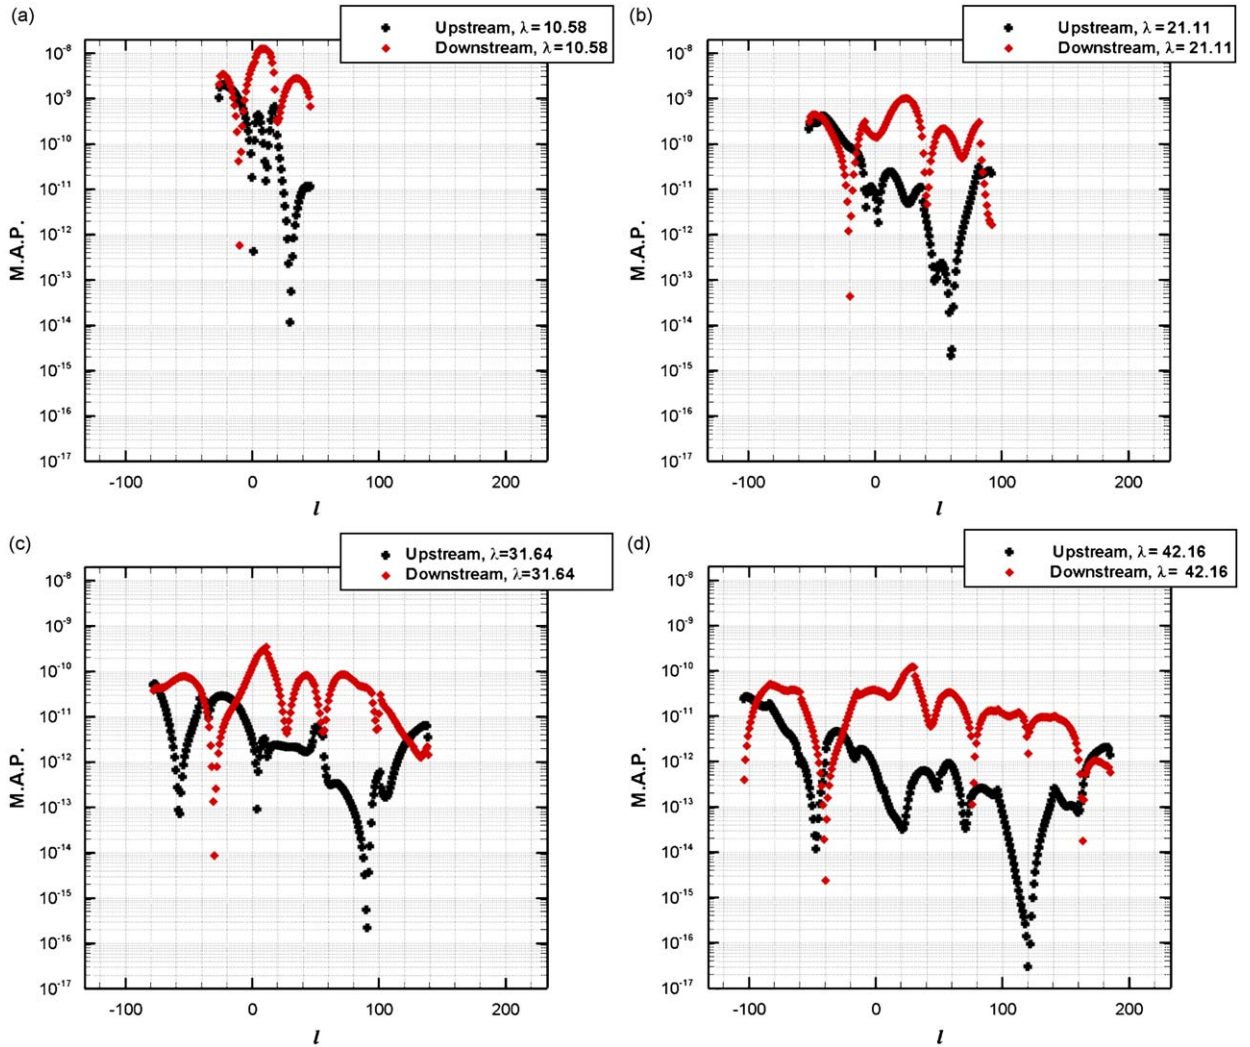 (a)
Upstream, λ=10.58
Downstream, λ=10.58
10⁻⁸
10⁻⁹
10⁻¹⁰
10⁻¹¹
10⁻¹²
10⁻¹³
10⁻¹⁴
10⁻¹⁵
10⁻¹⁶
10⁻¹⁷
M.A.P.
-100 0 100 200
l
(b)
Upstream, λ=21.11
Downstream, λ=21.11
10⁻⁸
10⁻⁹
10⁻¹⁰
10⁻¹¹
10⁻¹²
10⁻¹³
10⁻¹⁴
10⁻¹⁵
10⁻¹⁶
10⁻¹⁷
M.A.P.
-100 0 100 200
l
(c)
Upstream, λ=31.64
Downstream, λ=31.64
10⁻⁸
10⁻⁹
10⁻¹⁰
10⁻¹¹
10⁻¹²
10⁻¹³
10⁻¹⁴
10⁻¹⁵
10⁻¹⁶
10⁻¹⁷
M.A.P.
-100 0 100 200
l
(d)
Upstream, λ= 42.16
Downstream, λ= 42.16
10⁻⁸
10⁻⁹
10⁻¹⁰
10⁻¹¹
10⁻¹²
10⁻¹³
10⁻¹⁴
10⁻¹⁵
10⁻¹⁶
10⁻¹⁷
M.A.P.
-100 0 100 200
l